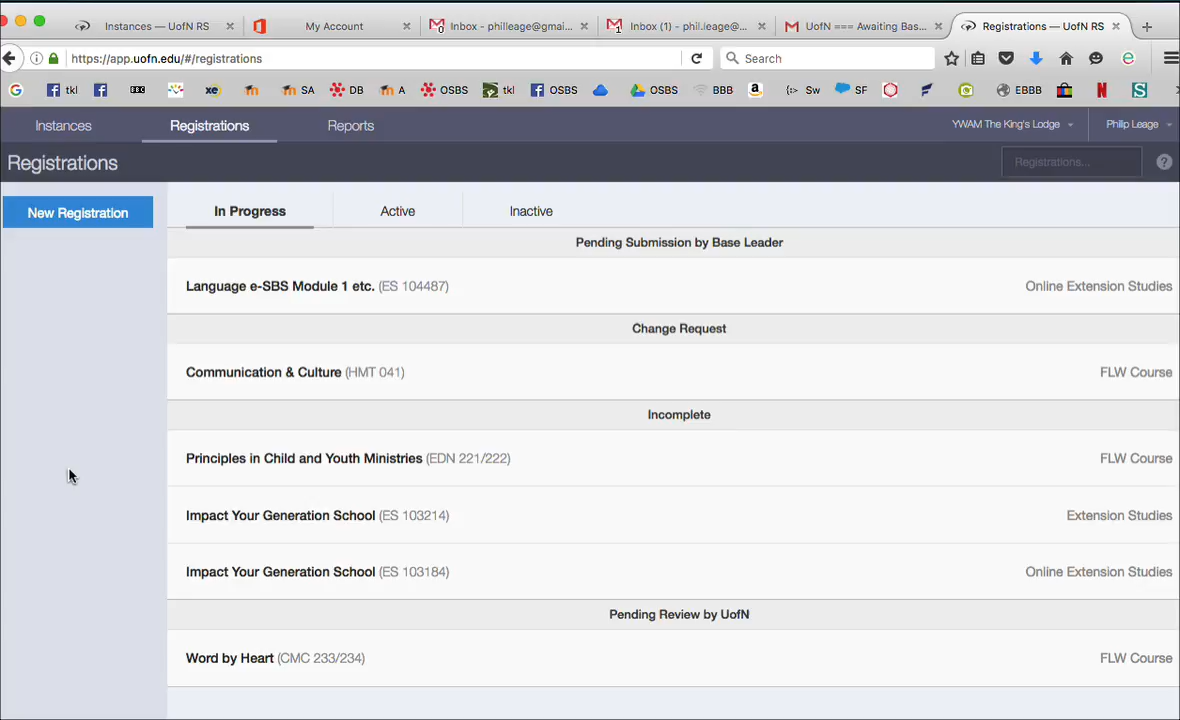 Instances — UofN RS
My Account
Inbox - philleage@gmai...
Inbox (1) - phil.leage@...
UofN === Awaiting Bas...
Registrations — UofN RS
https://app.uofn.edu/#/registrations
Search
tkl
SA
DB
A
OSBS
tkl
OSBS
OSBS
BBB
Sw
SF
EBBB
Instances
Registrations
Reports
YWAM The King's Lodge
Philip Leage
Registrations
Registrations...
New Registration
In Progress
Active
Inactive
Pending Submission by Base Leader
Language e-SBS Module 1 etc. (ES 104487)
Online Extension Studies
Change Request
Communication & Culture (HMT 041)
FLW Course
Incomplete
Principles in Child and Youth Ministries (EDN 221/222)
FLW Course
Impact Your Generation School (ES 103214)
Extension Studies
Impact Your Generation School (ES 103184)
Online Extension Studies
Pending Review by UofN
Word by Heart (CMC 233/234)
FLW Course